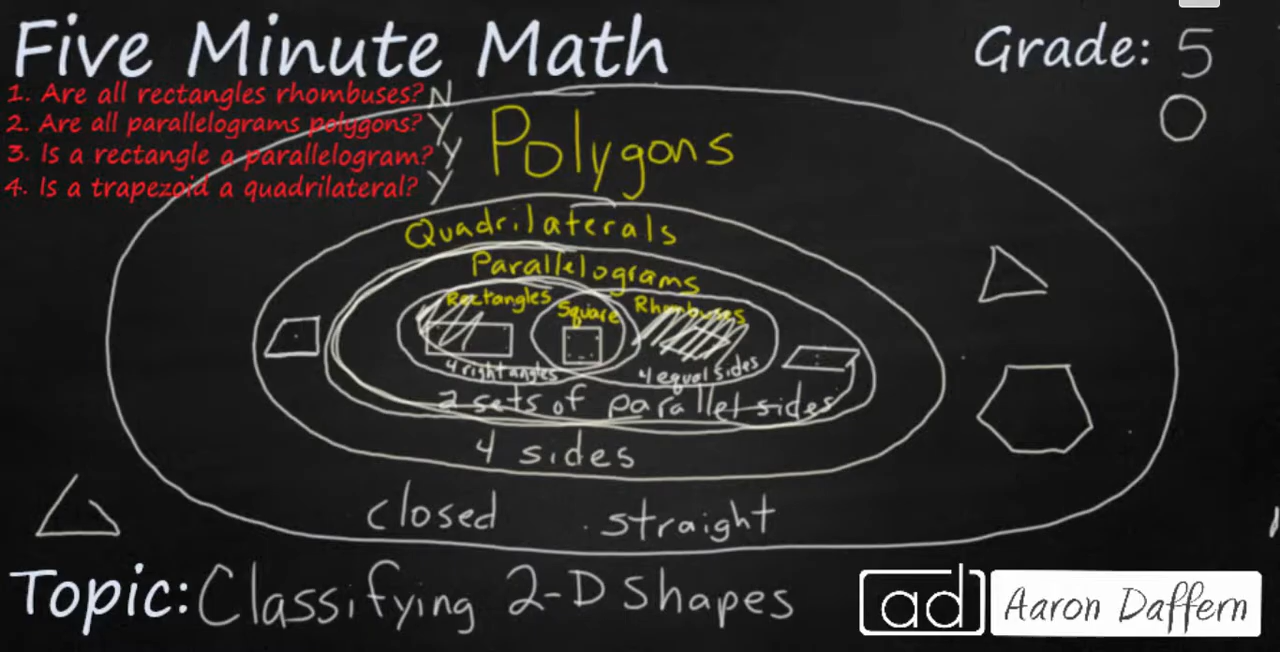 Five Minute Math
Grade: 5
1. Are all rectangles rhombuses? N
2. Are all parallelograms polygons? Y
3. Is a rectangle a parallelogram? Y
4. Is a trapezoid a quadrilateral? Y
Polygons
Quadrilaterals
Parallelograms
Rectangles Square Rhombuses
4 right angles 4 equal sides
2 sets of parallel sides
4 sides
closed straight
Topic: Classifying 2-D Shapes
ad Aaron Daffern